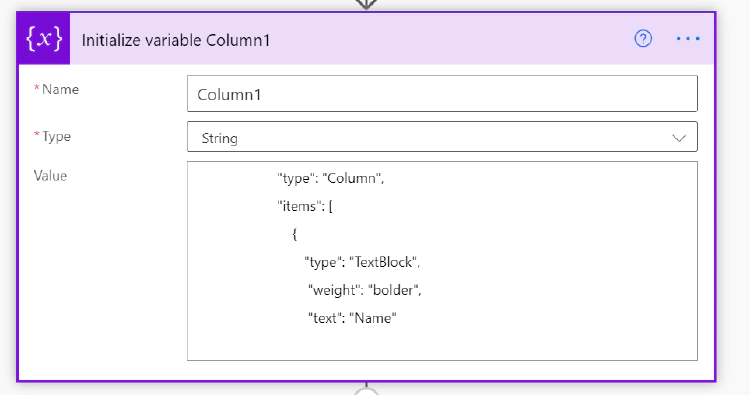 {x} Initialize variable Column1 ? ...
* Name Column1
* Type String
Value "type": "Column",
"items": [
{
"type": "TextBlock",
"weight": "bolder",
"text": "Name"